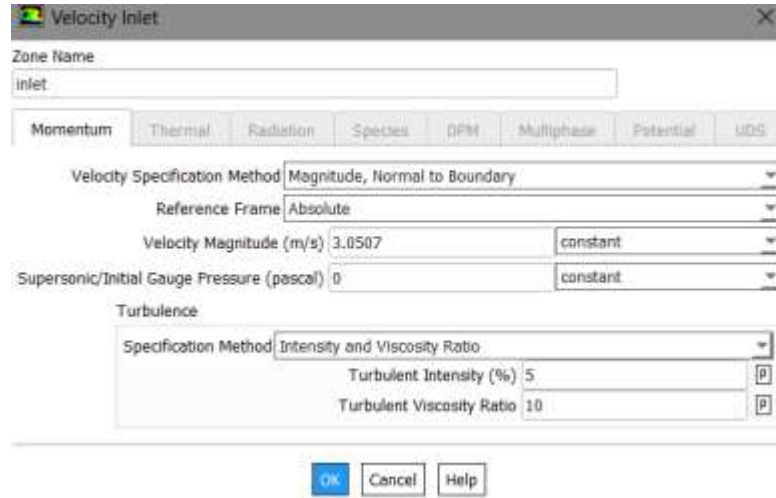 Velocity Inlet
Zone Name
inlet
Momentum Thermal Radiation Species DPM Multiphase Potential UDS
Velocity Specification Method Magnitude, Normal to Boundary
Reference Frame Absolute
Velocity Magnitude (m/s) 3.0507 constant
Supersonic/Initial Gauge Pressure (pascal) 0 constant
Turbulence
Specification Method Intensity and Viscosity Ratio
Turbulent Intensity (%) 5 P
Turbulent Viscosity Ratio 10 P
OK Cancel Help